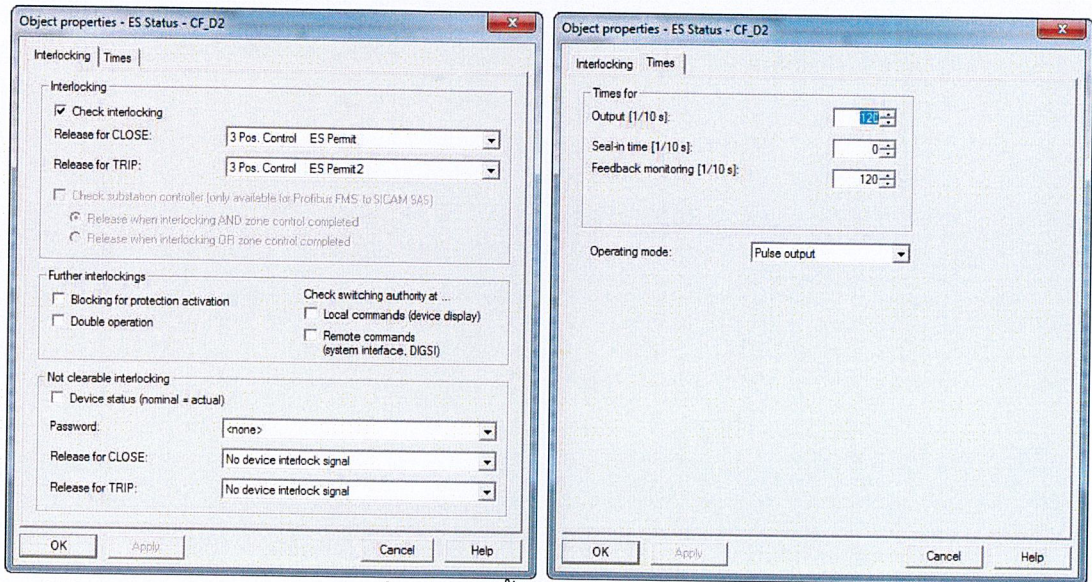 Object properties - ES Status - CF_D2
Interlocking
Times
Interlocking
Check interlocking
Release for CLOSE:
3 Pos. Control ES Permit
Release for TRIP:
3 Pos. Control ES Permit2
Check substation controller (only available for Profibus FMS to SICAM SAS)
Release when interlocking AND zone control completed
Release when interlocking OR zone control completed
Further interlockings
Blocking for protection activation
Double operation
Check switching authority at ...
Local commands (device display)
Remote commands
(system interface, DIGSI)
Not clearable interlocking
Device status (nominal = actual)
Password:
<none>
Release for CLOSE:
No device interlock signal
Release for TRIP:
No device interlock signal
OK
Apply
Cancel
Help
Object properties - ES Status - CF_D2
Interlocking
Times
Times for
Output [1/10 s]:
120
Seal-in time [1/10 s]:
0
Feedback monitoring [1/10 s]:
120
Operating mode:
Pulse output
OK
Apply
Cancel
Help